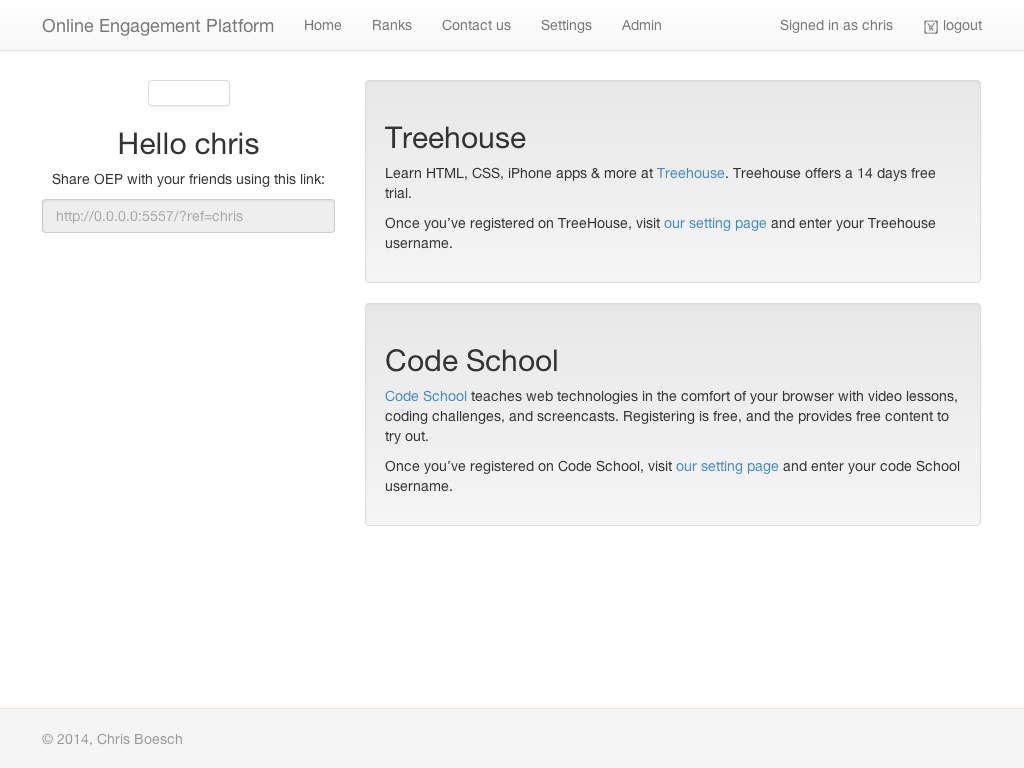 Online Engagement Platform Home Ranks Contact us Settings Admin Signed in as chris logout
Hello chris
Share OEP with your friends using this link:
http://0.0.0.0:5557/?ref=chris
Treehouse
Learn HTML, CSS, iPhone apps & more at Treehouse. Treehouse offers a 14 days free
trial.
Once you’ve registered on TreeHouse, visit our setting page and enter your Treehouse
username.
Code School
Code School teaches web technologies in the comfort of your browser with video lessons,
coding challenges, and screencasts. Registering is free, and the provides free content to
try out.
Once you’ve registered on Code School, visit our setting page and enter your code School
username.
© 2014, Chris Boesch